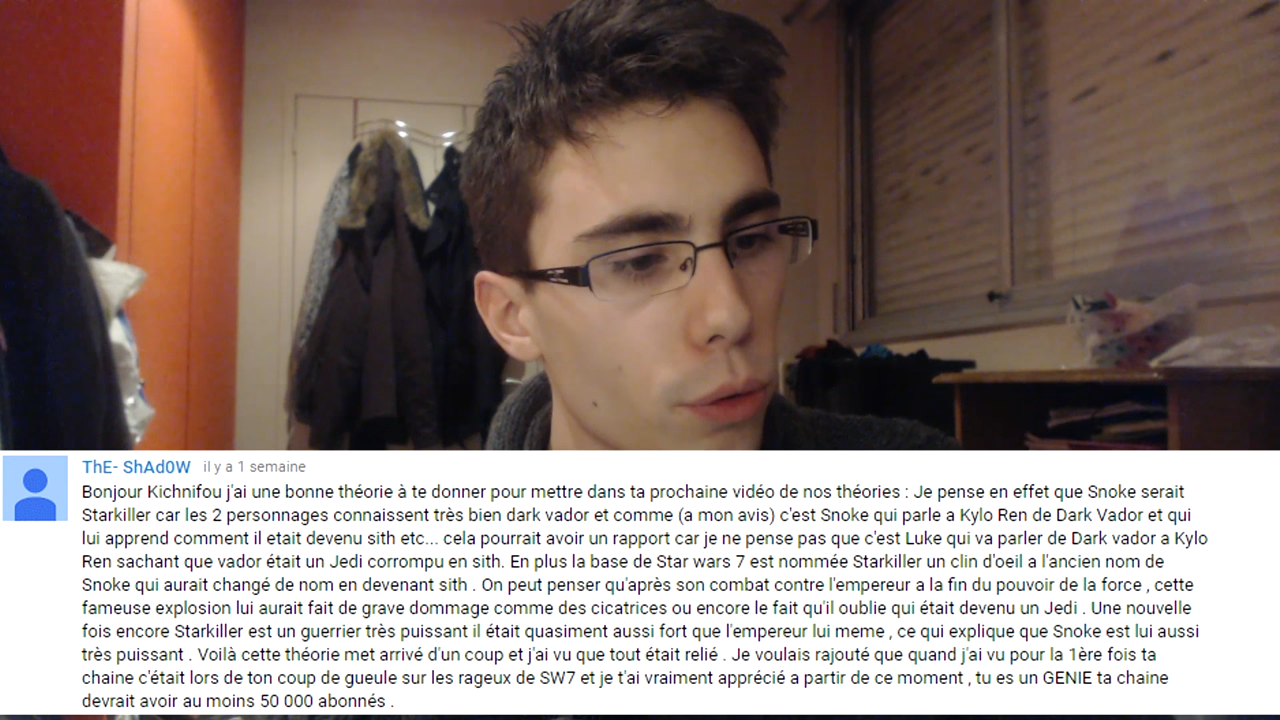 ThE- ShAd0W il y a 1 semaine
Bonjour Kichnifou j'ai une bonne théorie à te donner pour mettre dans ta prochaine vidéo de nos théories : Je pense en effet que Snoke serait
Starkiller car les 2 personnages connaissent très bien dark vador et comme (a mon avis) c'est Snoke qui parle a Kylo Ren de Dark Vador et qui
lui apprend comment il etait devenu sith etc... cela pourrait avoir un rapport car je ne pense pas que c'est Luke qui va parler de Dark vador a Kylo
Ren sachant que vador était un Jedi corrompu en sith. En plus la base de Star wars 7 est nommée Starkiller un clin d'oeil a l'ancien nom de
Snoke qui aurait changé de nom en devenant sith . On peut penser qu'après son combat contre l'empereur a la fin du pouvoir de la force , cette
fameuse explosion lui aurait fait de grave dommage comme des cicatrices ou encore le fait qu'il oublie qui était devenu un Jedi . Une nouvelle
fois encore Starkiller est un guerrier très puissant il était quasiment aussi fort que l'empereur lui meme , ce qui explique que Snoke est lui aussi
très puissant . Voilà cette théorie met arrivé d'un coup et j'ai vu que tout était relié . Je voulais rajouté que quand j'ai vu pour la 1ère fois ta
chaine c'était lors de ton coup de gueule sur les rageux de SW7 et je t'ai vraiment apprécié a partir de ce moment , tu es un GENIE ta chaine
devrait avoir au moins 50 000 abonnés .